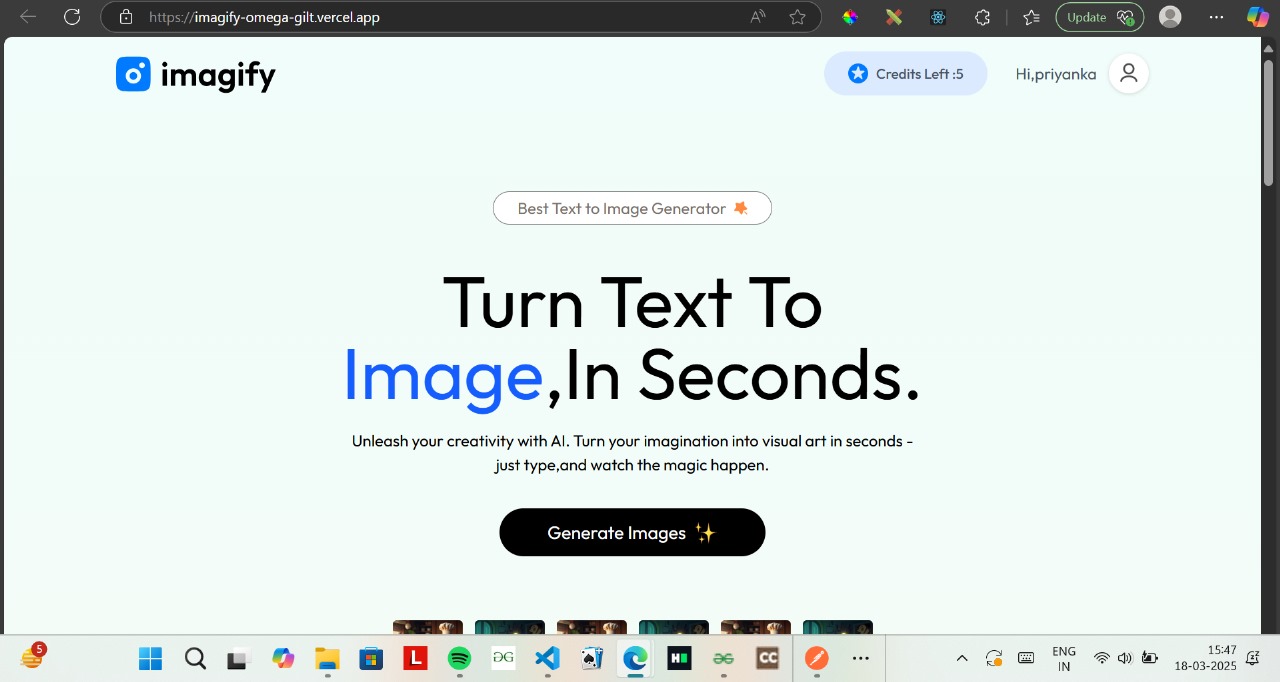 https://imagify-omega-gilt.vercel.app
Update
imagify
Credits Left :5
Hi,priyanka
Best Text to Image Generator
Turn Text To
Image,In Seconds.
Unleash your creativity with AI. Turn your imagination into visual art in seconds -
just type,and watch the magic happen.
Generate Images
5
L
CC
ENG
IN
15:47
18-03-2025